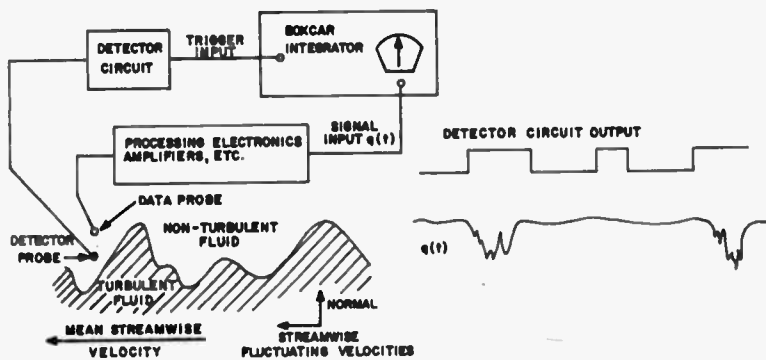 DETECTOR
CIRCUIT
TRIGGER
INPUT
BOXCAR
INTEGRATOR
PROCESSING ELECTRONICS
AMPLIFIERS, ETC.
SIGNAL
INPUT q(t)
DETECTOR CIRCUIT OUTPUT
q(t)
DATA PROBE
DETECTOR
PROBE
NON-TURBULENT
FLUID
TURBULENT
FLUID
NORMAL
MEAN STREAMWISE
VELOCITY
STREAMWISE
FLUCTUATING VELOCITIES